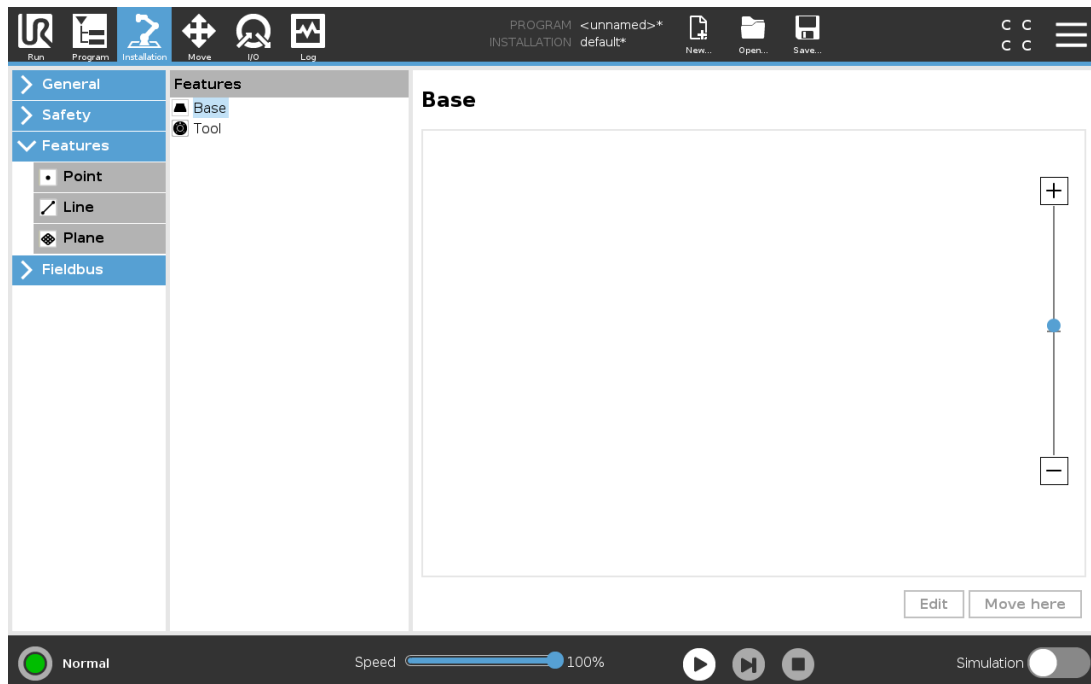 PROGRAM <unnamed>*
INSTALLATION default*
Run Program Installation Move I/O Log New... Open... Save...
C C
C C
General
Safety
Features
Point
Line
Plane
Fieldbus
Features
Base
Tool
Base
+
−
Edit Move here
Normal Speed 100% Simulation